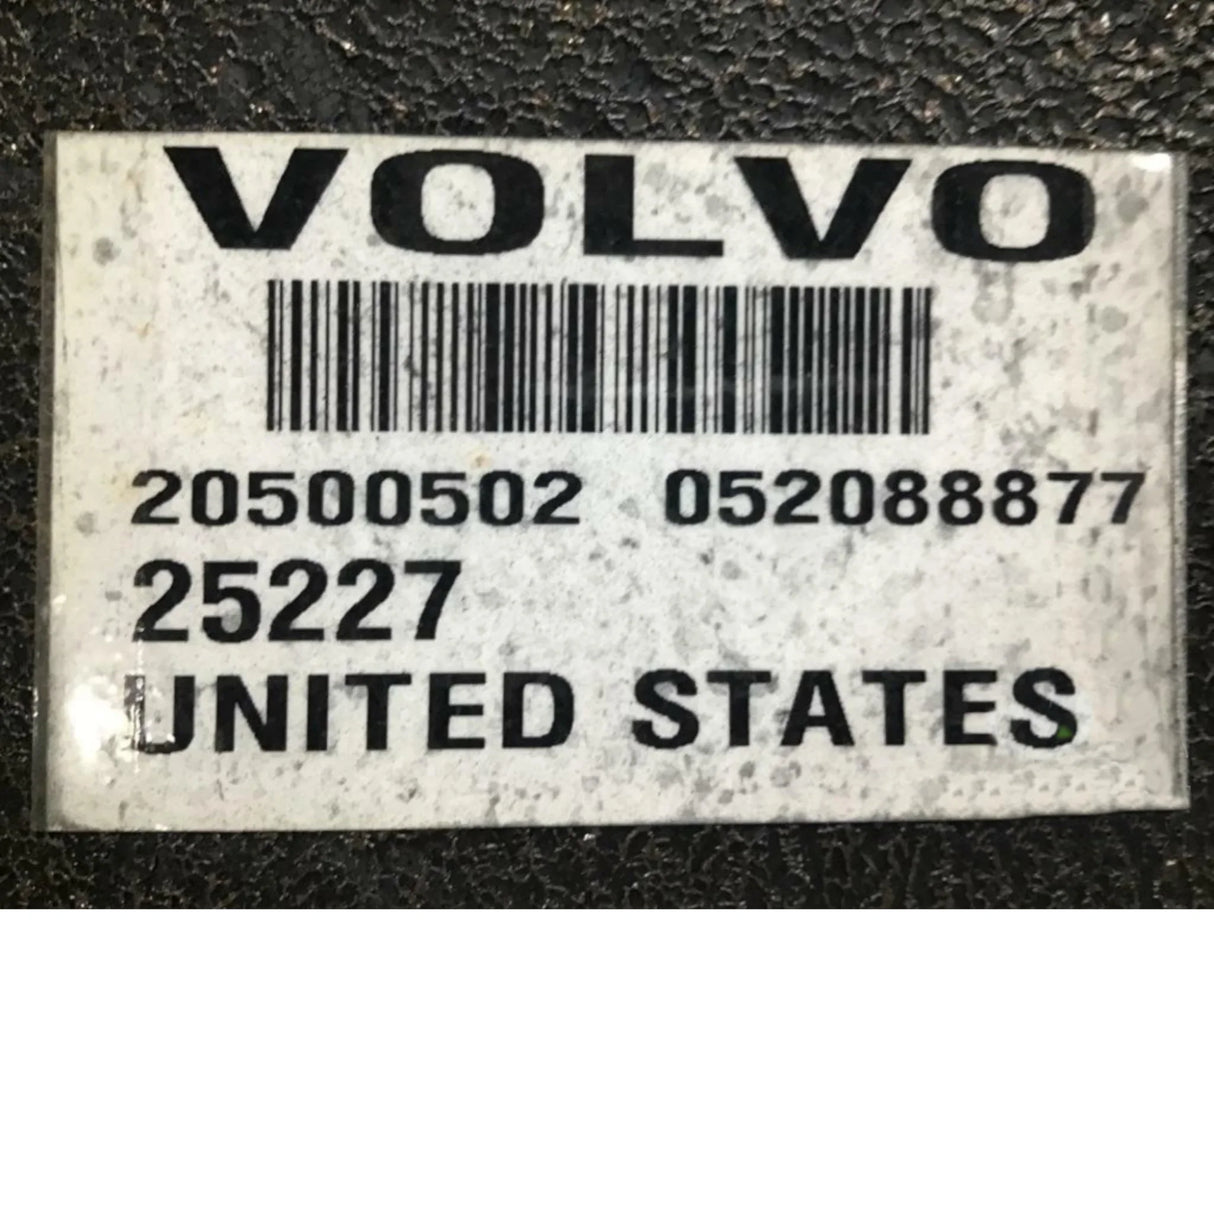 VOLVO
20500502 052088877
25227
UNITED STATES